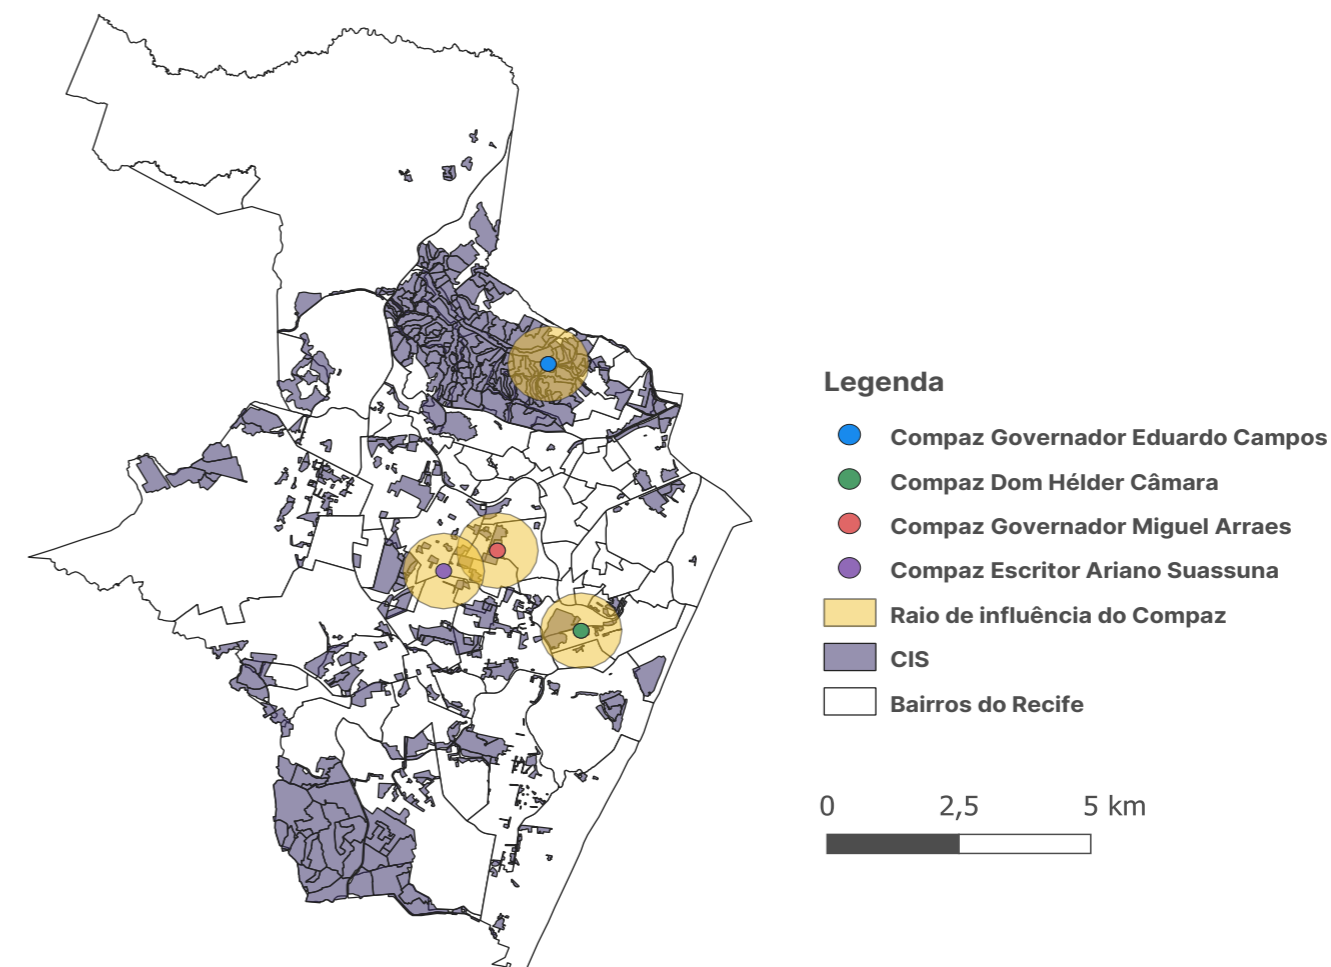 Legenda
Compaz Governador Eduardo Campos
Compaz Dom Hélder Câmara
Compaz Governador Miguel Arraes
Compaz Escritor Ariano Suassuna
Raio de influência do Compaz
CIS
Bairros do Recife
0 2,5 5 km